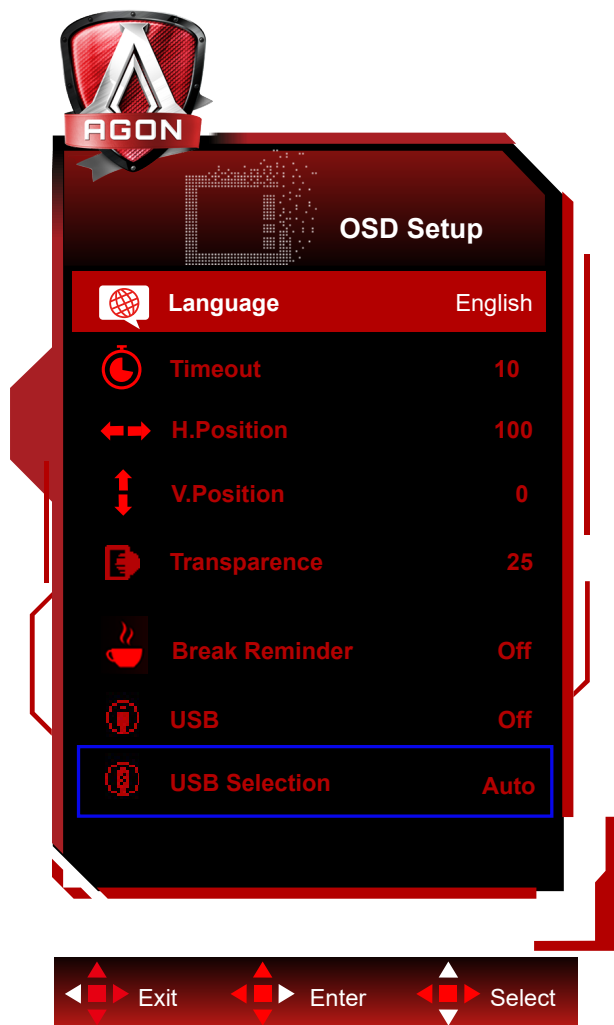 AGON
OSD Setup
Language English
Timeout 10
H.Position 100
V.Position 0
Transparence 25
Break Reminder Off
USB Off
USB Selection Auto
Exit Enter Select